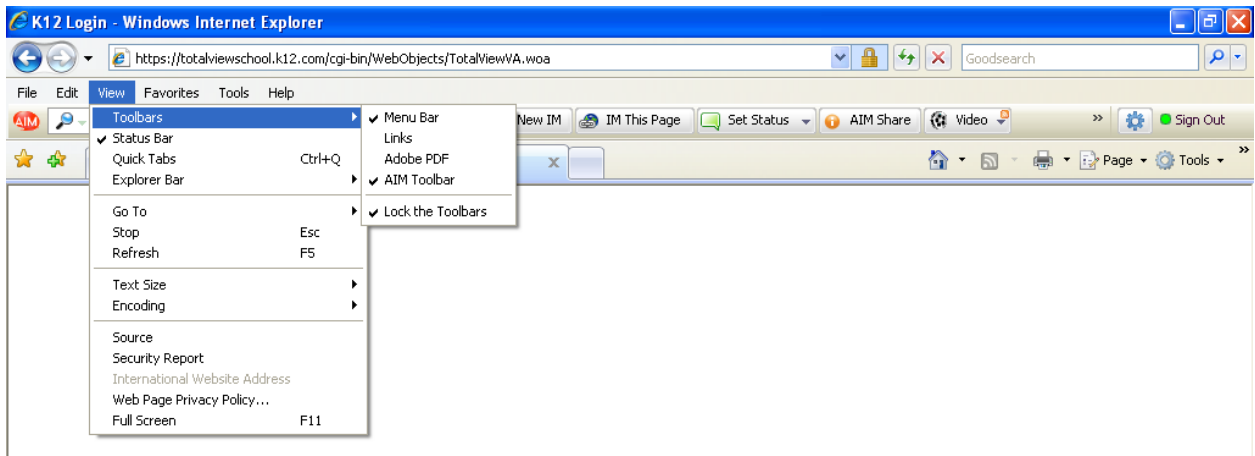 K12 Login - Windows Internet Explorer
https://totalviewschool.k12.com/cgi-bin/WebObjects/TotalViewVA.woa Goodsearch
File Edit View Favorites Tools Help
AIM New IM IM This Page Set Status AIM Share Video >> Sign Out
Page Tools >>
Toolbars
Status Bar
Quick Tabs Ctrl+Q
Explorer Bar
Go To
Stop Esc
Refresh F5
Text Size
Encoding
Source
Security Report
International Website Address
Web Page Privacy Policy...
Full Screen F11
Menu Bar
Links
Adobe PDF
AIM Toolbar
Lock the Toolbars